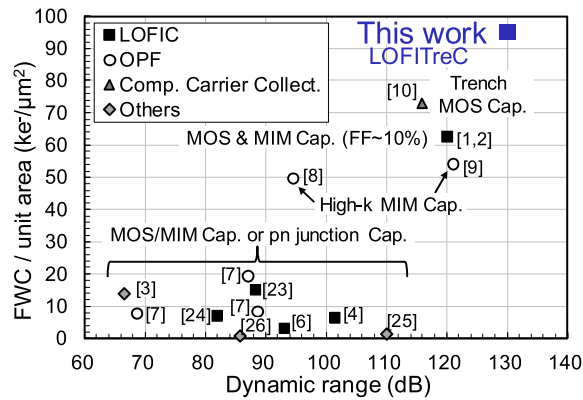 100
90
80
70
60
50
40
30
20
10
0
FWC / unit area (ke⁻/μm²)
LOFIC
OPF
Comp. Carrier Collect.
Others
This work
LOFITreC
[10]
Trench
MOS Cap.
MOS & MIM Cap. (FF~10%)
[1,2]
[9]
[8]
High-k MIM Cap.
MOS/MIM Cap. or pn junction Cap.
[3]
[7]
[7]
[23]
[24]
[7]
[26]
[6]
[4]
[25]
60 70 80 90 100 110 120 130 140
Dynamic range (dB)